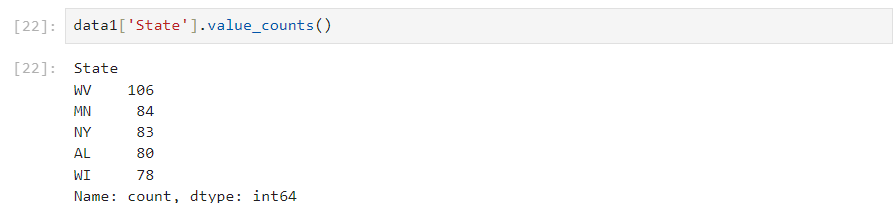 [22]: data1['State'].value_counts()
[22]: State
WV    106
MN     84
NY     83
AL     80
WI     78
Name: count, dtype: int64